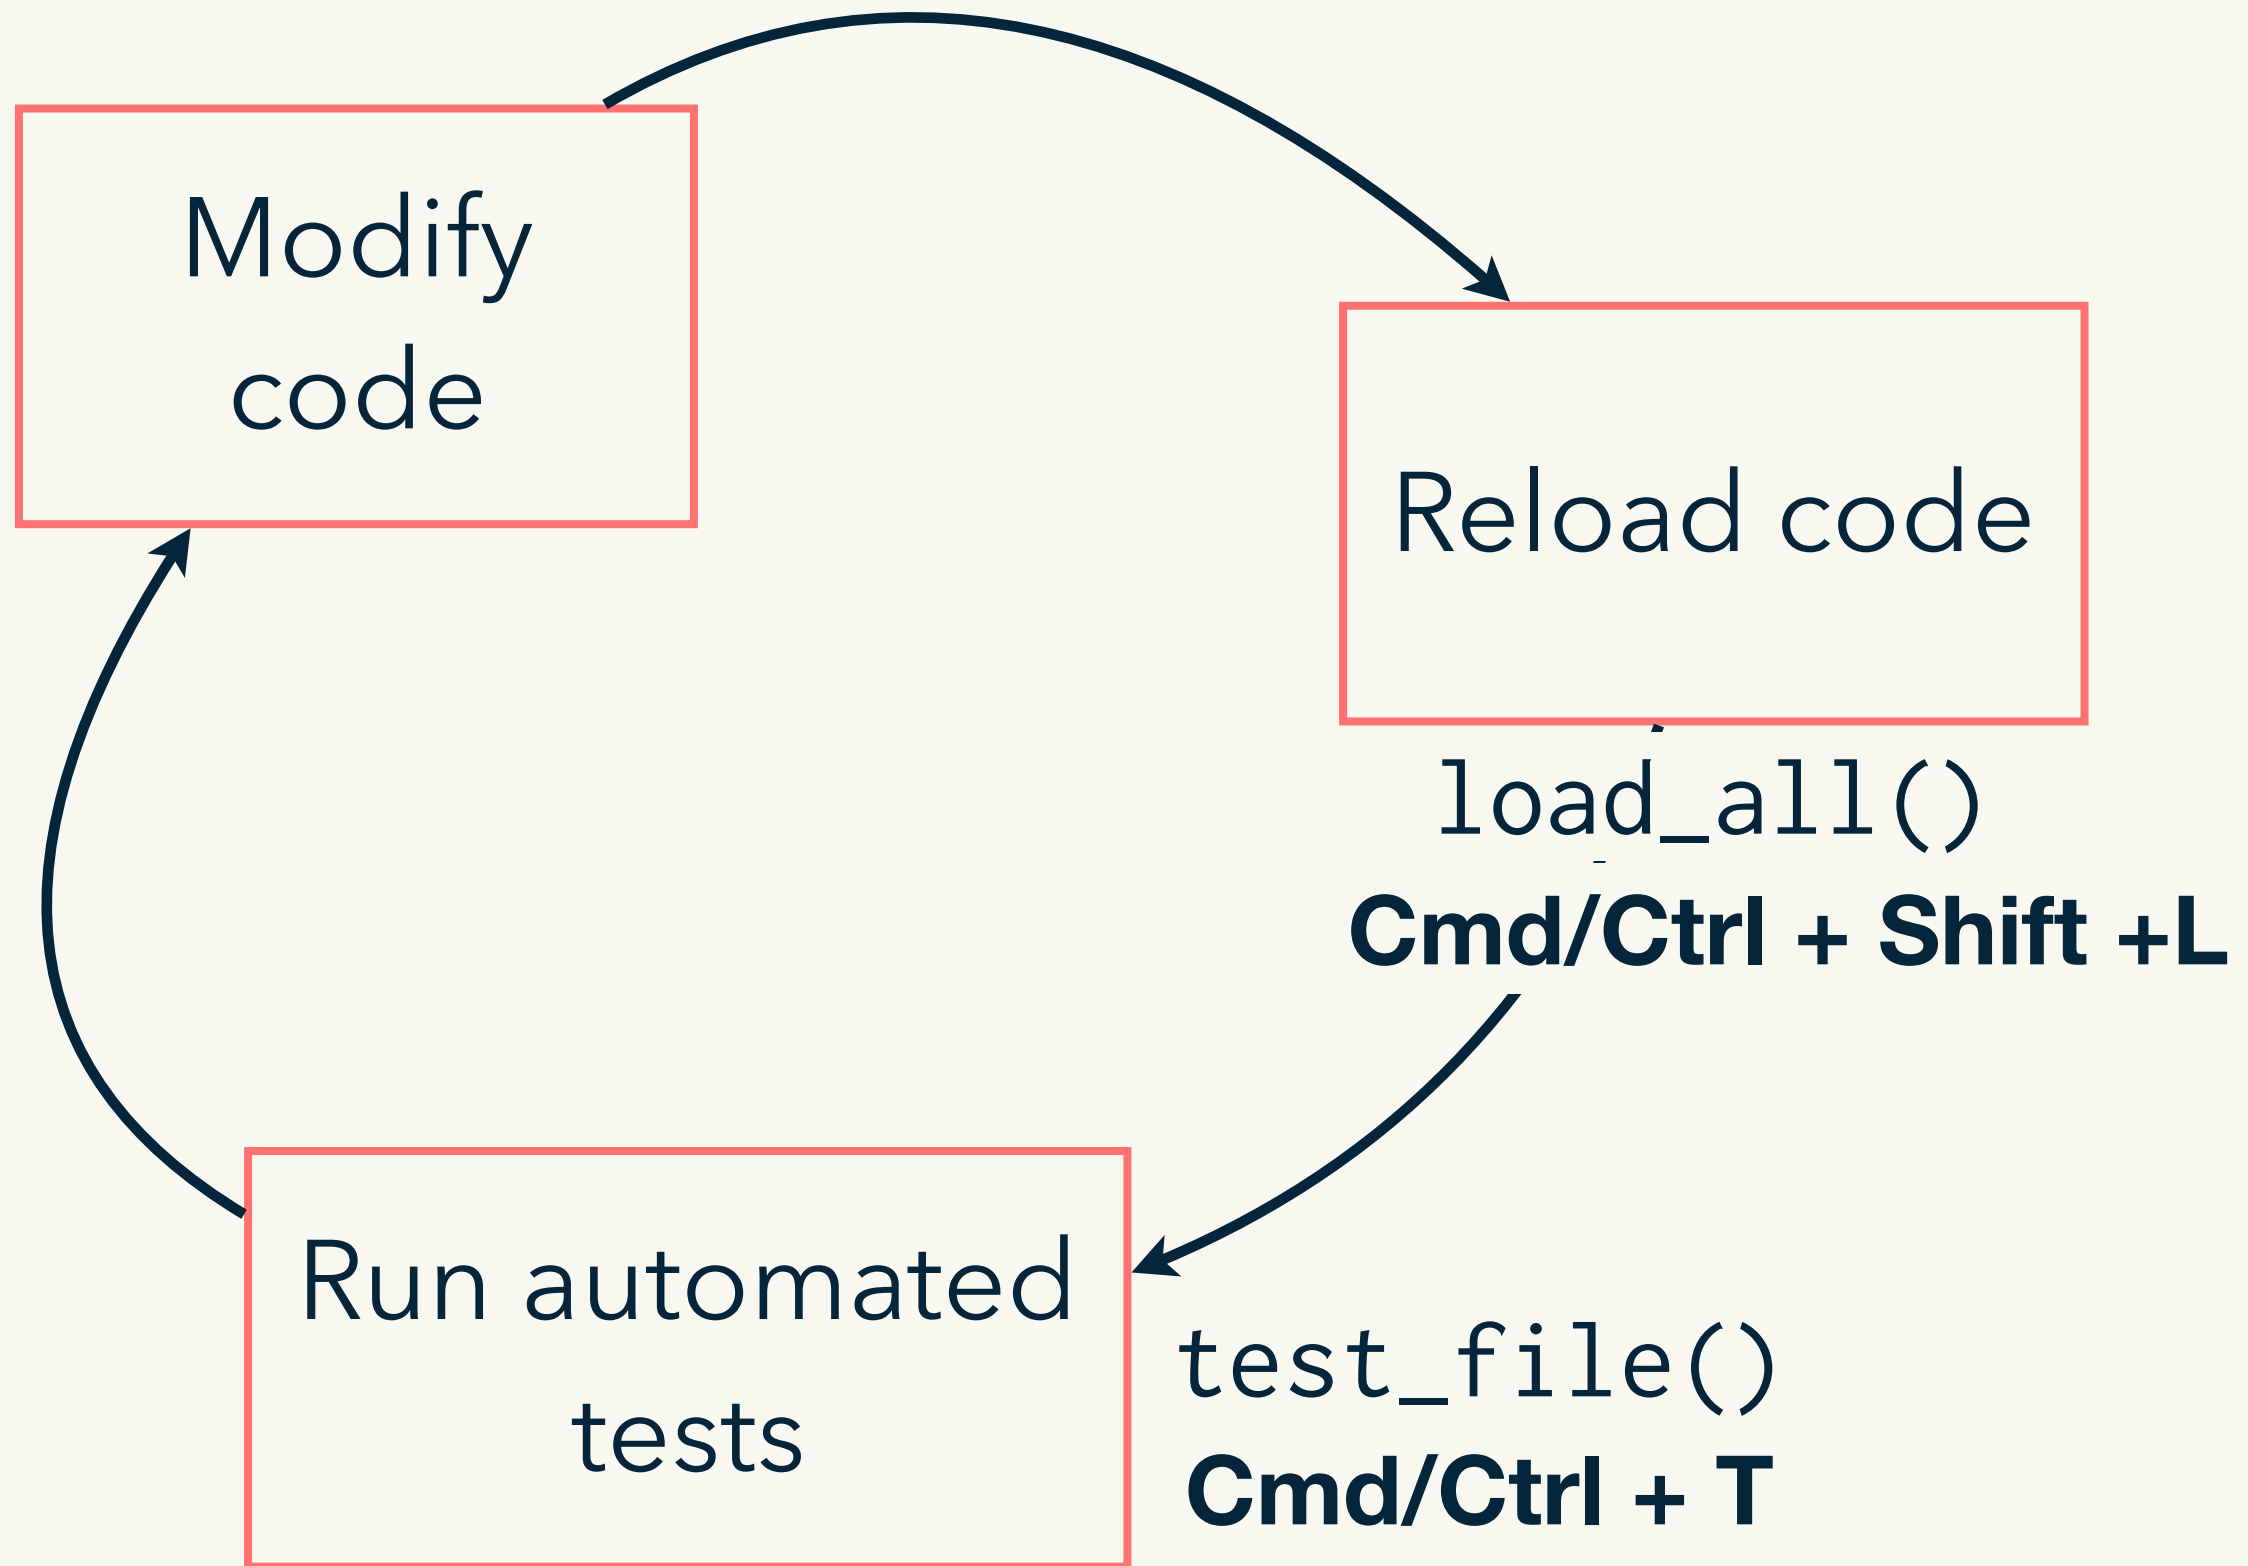 Modify
code
Reload code
load_all()
Cmd/Ctrl + Shift +L
Run automated
tests
test_file()
Cmd/Ctrl + T